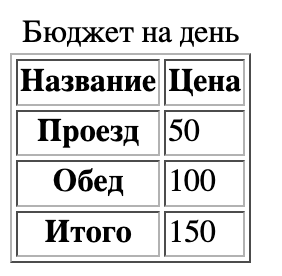 Бюджет на день
Название Цена
Проезд 50
Обед 100
Итого 150